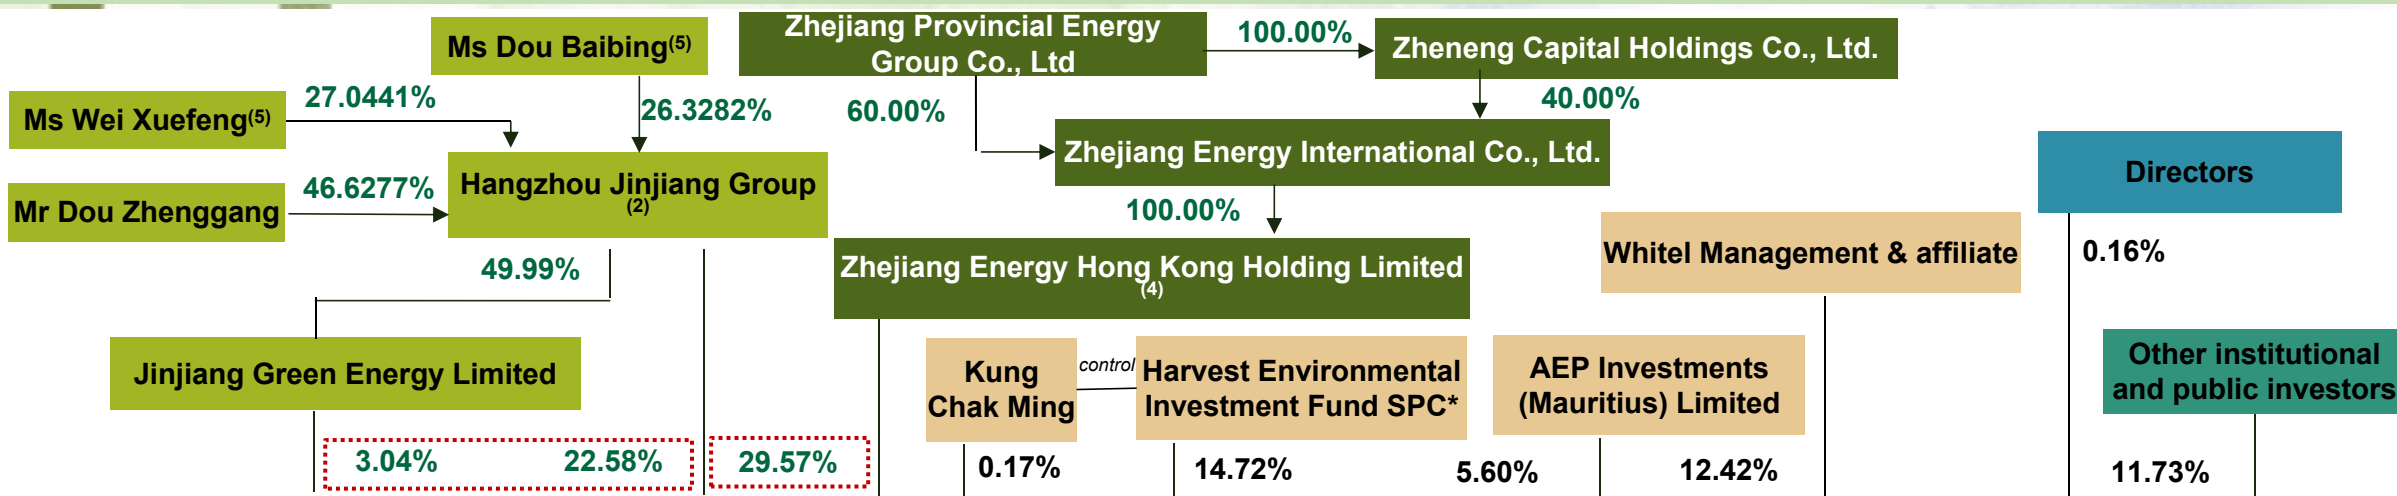 Ms Dou Baibing(5)
Zhejiang Provincial Energy
Group Co., Ltd
100.00%
Zheneng Capital Holdings Co., Ltd.
Ms Wei Xuefeng(5)
27.0441%
26.3282%
60.00%
40.00%
Zhejiang Energy International Co., Ltd.
Directors
Mr Dou Zhenggang
46.6277%
Hangzhou Jinjiang Group
(2)
100.00%
Whitel Management & affiliate
0.16%
49.99%
Zhejiang Energy Hong Kong Holding Limited
(4)
Jinjiang Green Energy Limited
Kung
Chak Ming
control
Harvest Environmental
Investment Fund SPC*
AEP Investments
(Mauritius) Limited
Other institutional
and public investors
3.04%
22.58%
29.57%
0.17%
14.72%
5.60%
12.42%
11.73%